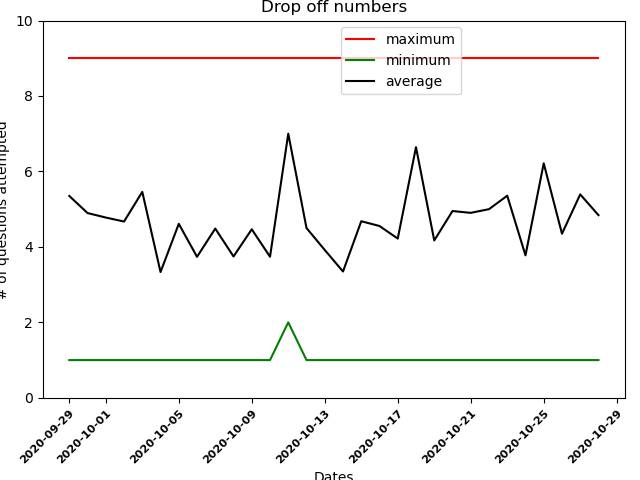 Drop off numbers
maximum
minimum
average
# of questions attempted
10
8
6
4
2
0
2020-09-29
2020-10-01
2020-10-05
2020-10-09
2020-10-13
2020-10-17
2020-10-21
2020-10-25
2020-10-29
Dates